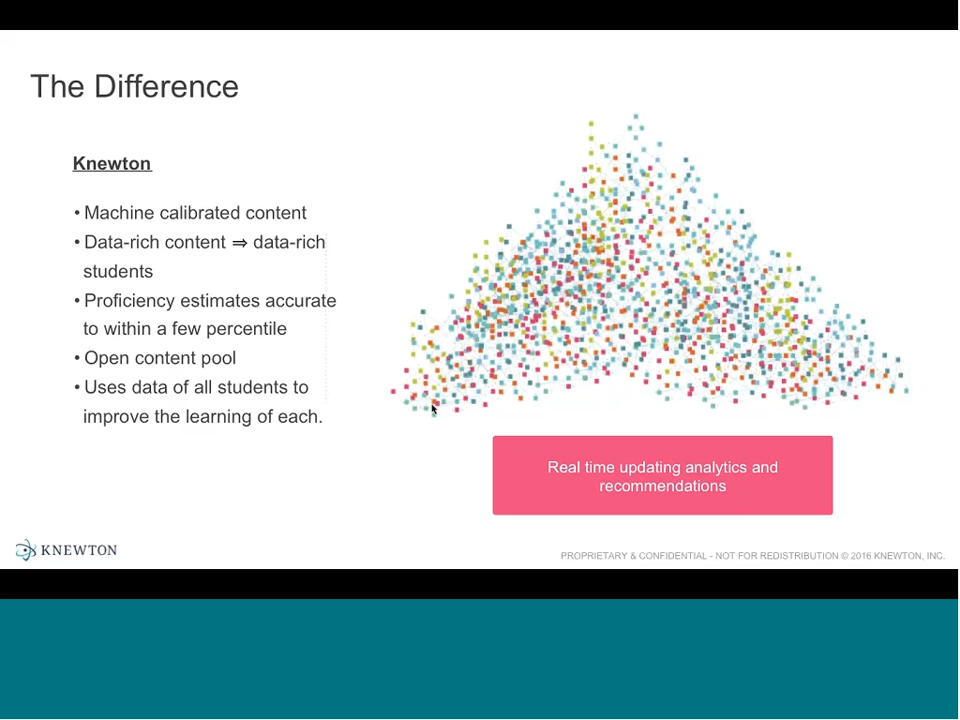 The Difference
Knewton
• Machine calibrated content
• Data-rich content ⇒ data-rich
students
• Proficiency estimates accurate
to within a few percentile
• Open content pool
• Uses data of all students to
improve the learning of each.
Real time updating analytics and
recommendations
KNEWTON
PROPRIETARY & CONFIDENTIAL - NOT FOR REDISTRIBUTION © 2016 KNEWTON, INC.